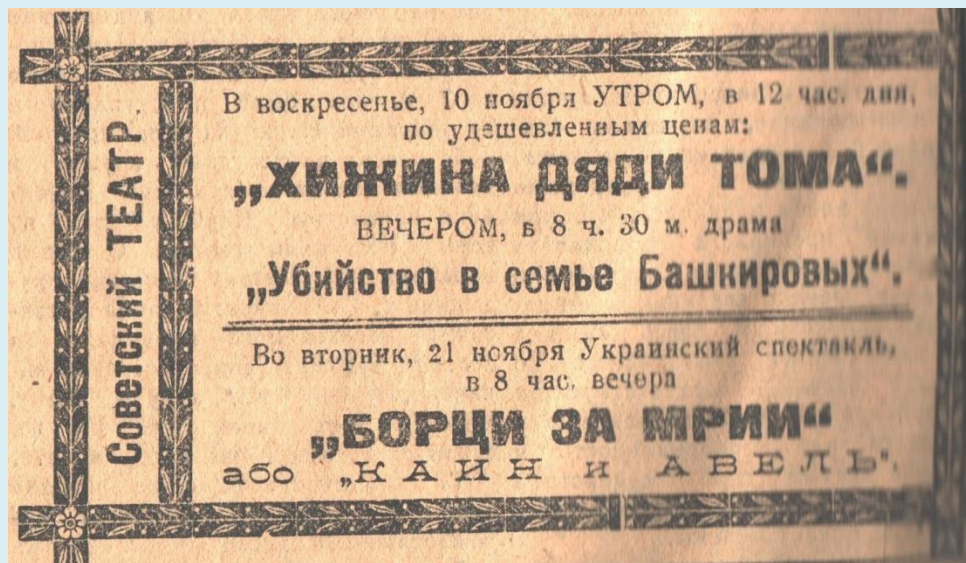 Советский ТЕАТР.
В воскресенье, 10 ноября УТРОМ, в 12 час. дня,
по удешевленным ценам:
„ХИЖИНА ДЯДИ ТОМА“.
ВЕЧЕРОМ, в 8 ч. 30 м. драма
„Убийство в семье Башкировых“.
Во вторник, 21 ноября Украинский спектакль,
в 8 час. вечера
„БОРЦИ ЗА МРИИ“
або „КАИН и АВЕЛЬ“.